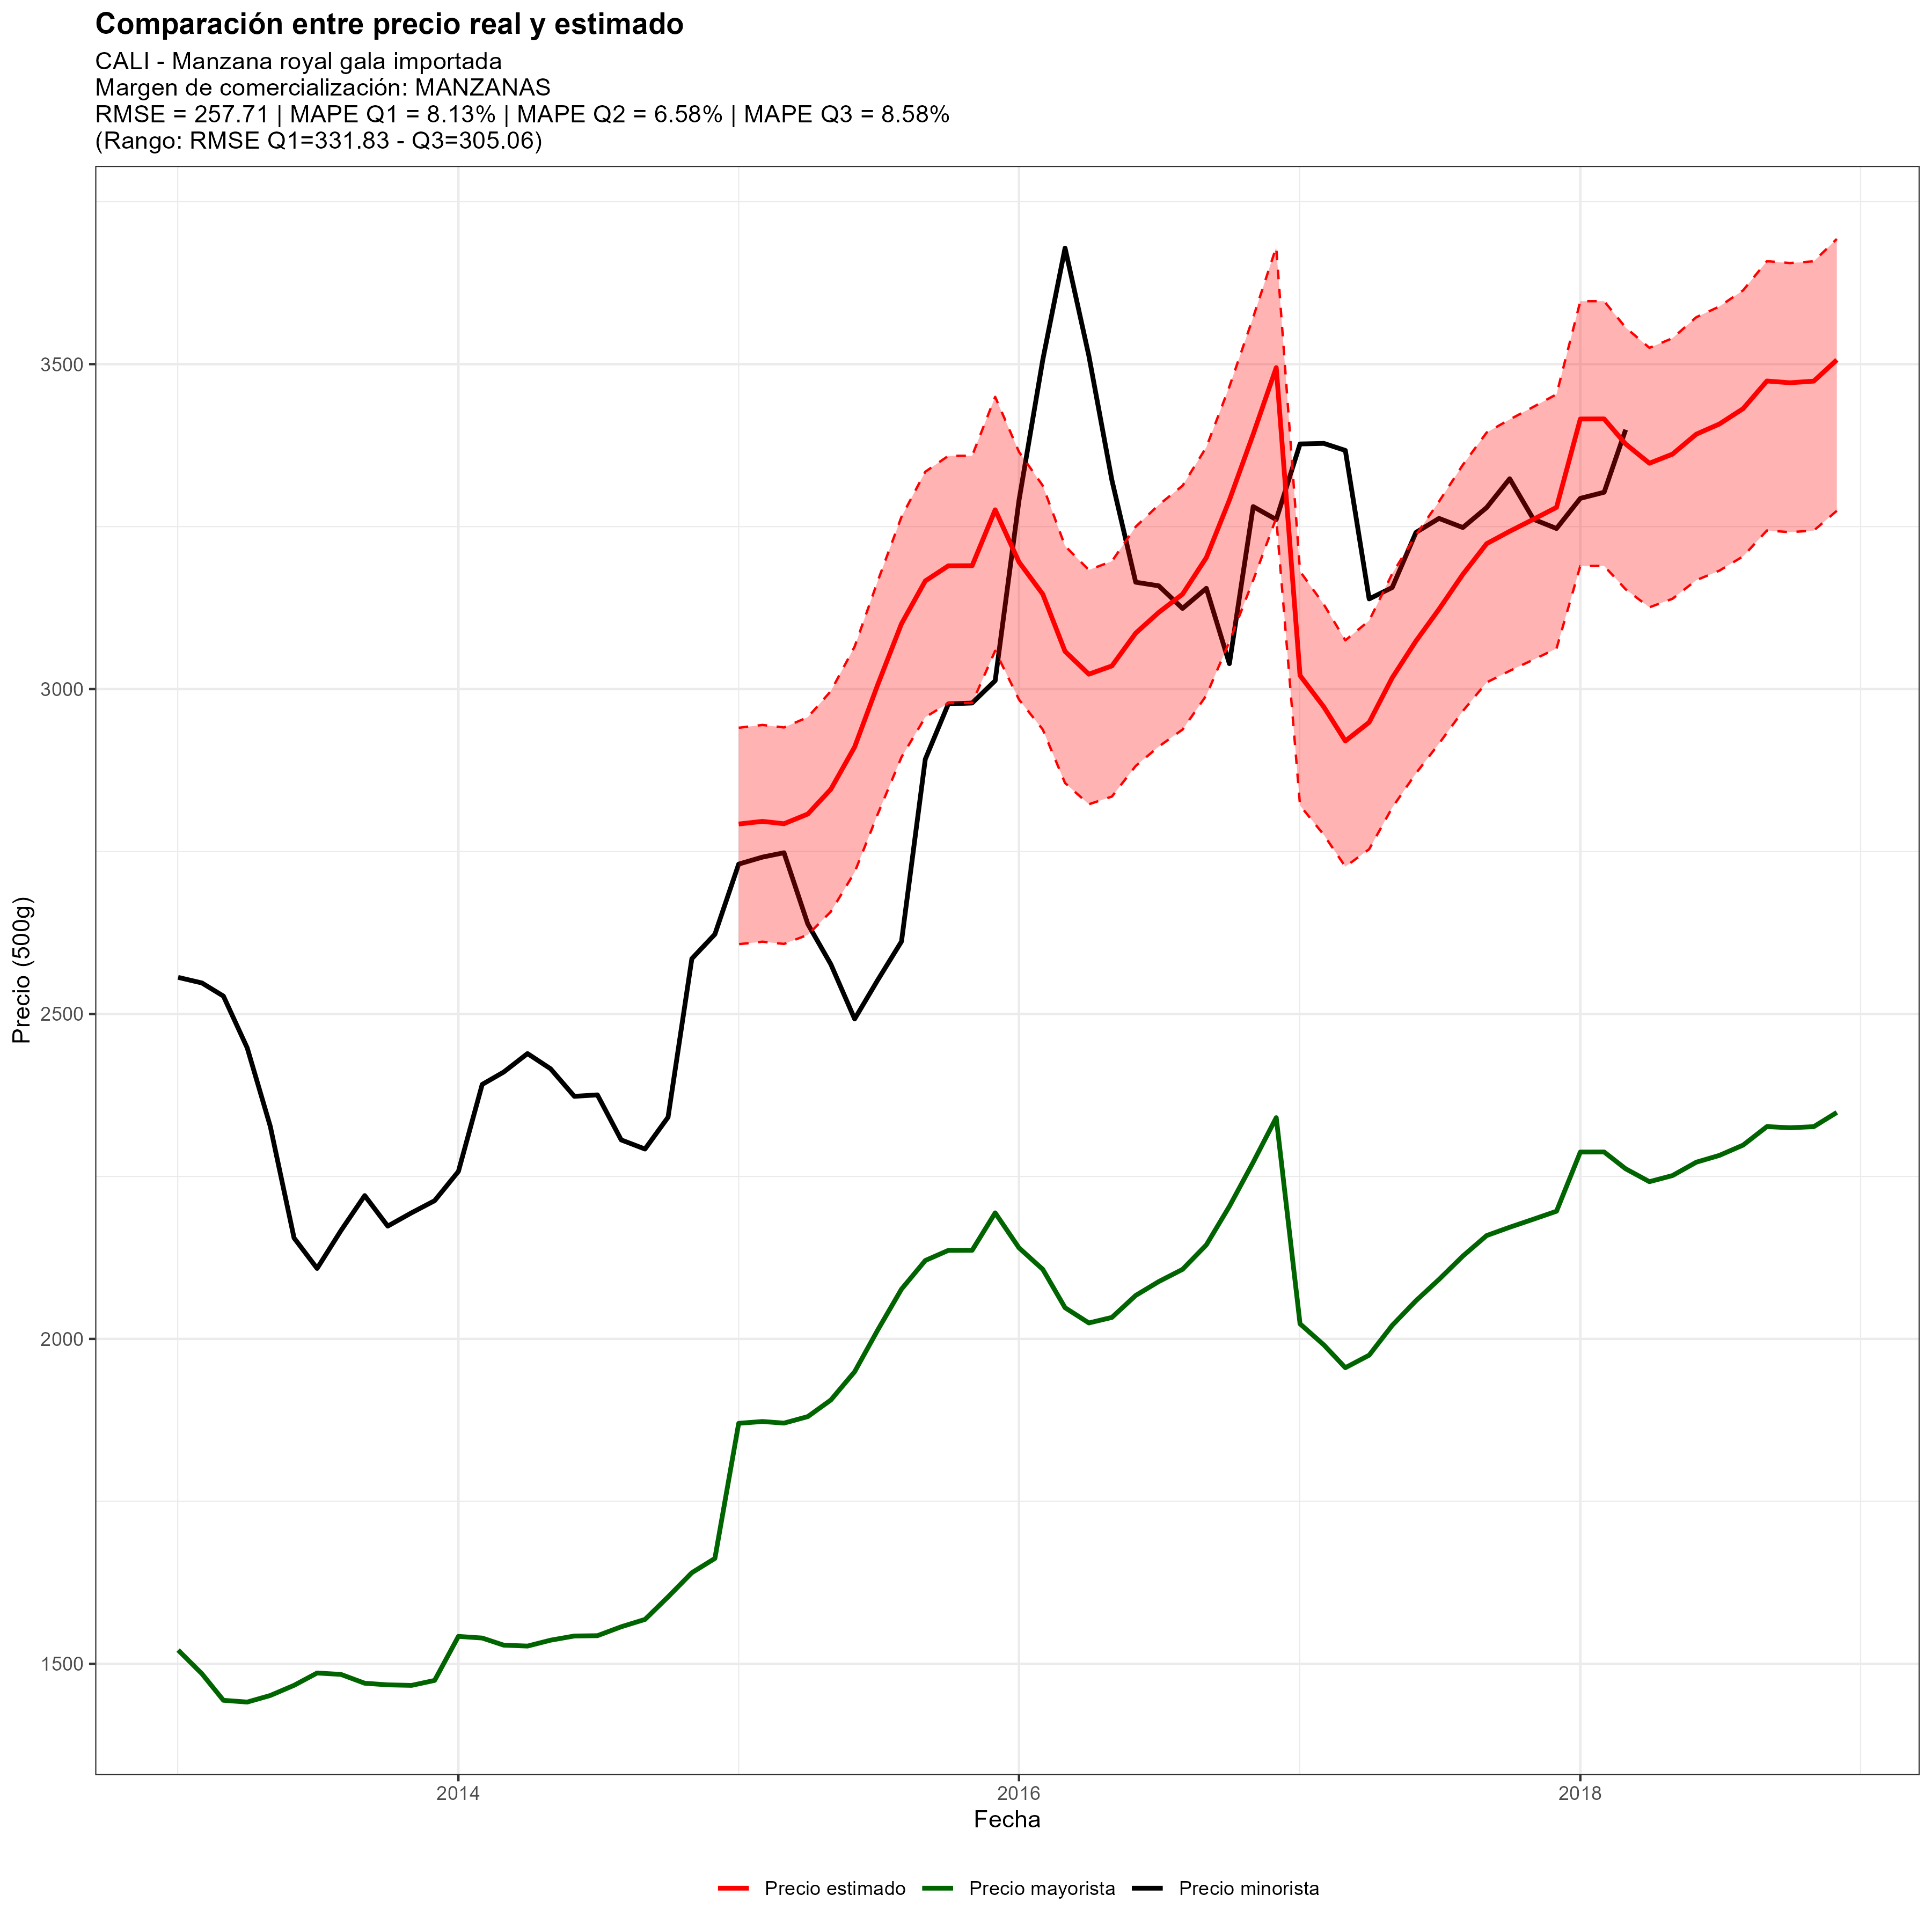 Comparación entre precio real y estimado
CALI - Manzana royal gala importada
Margen de comercialización: MANZANAS
RMSE = 257.71 | MAPE Q1 = 8.13% | MAPE Q2 = 6.58% | MAPE Q3 = 8.58%
(Rango: RMSE Q1=331.83 - Q3=305.06)
Precio (500g)
3500
3000
2500
2000
1500
2014 2016 2018
Fecha
Precio estimado Precio mayorista Precio minorista